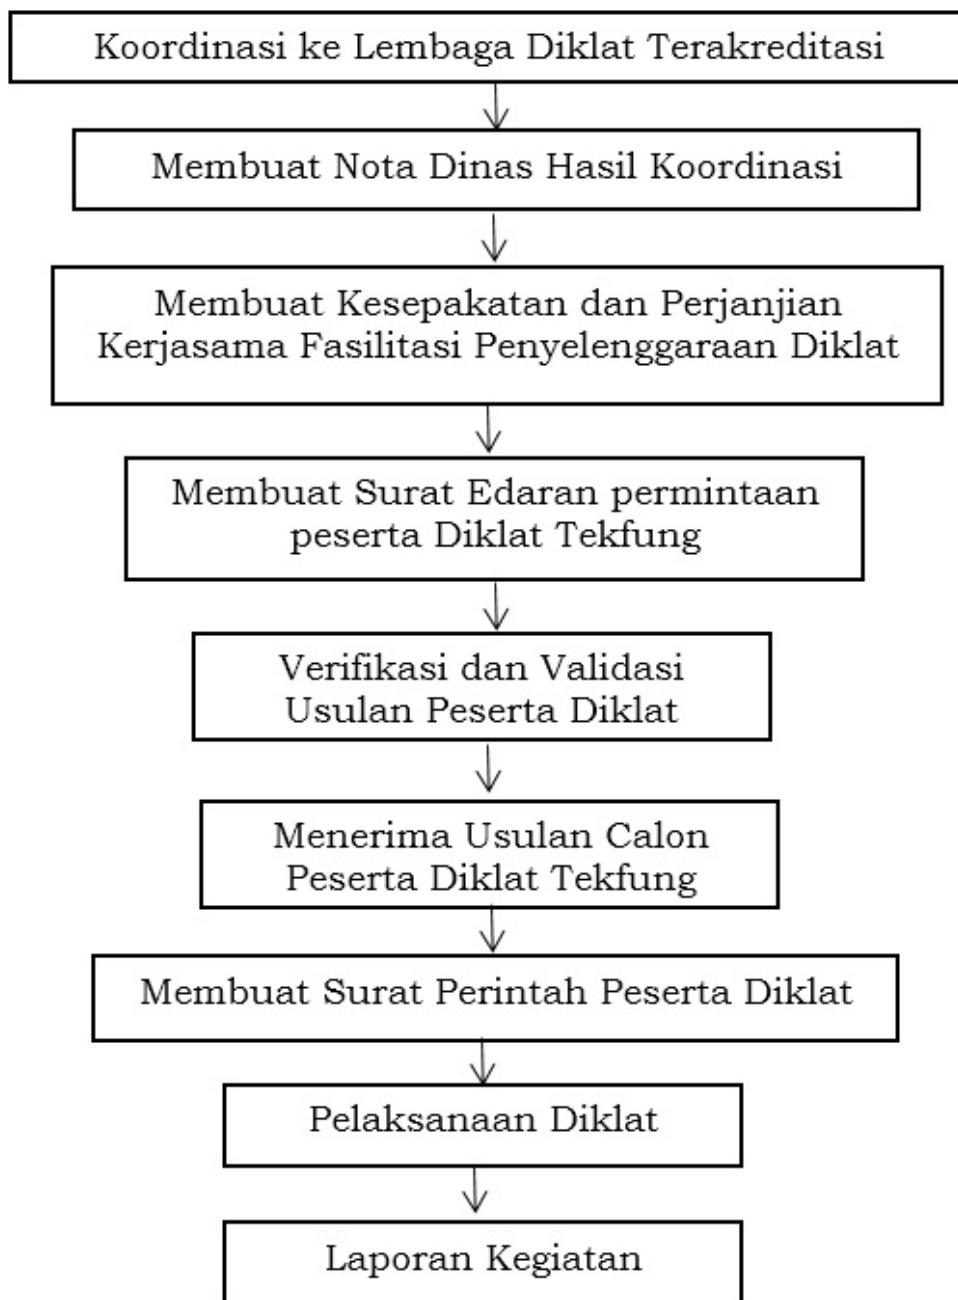 Koordinasi ke Lembaga Diklat Terakreditasi
Membuat Nota Dinas Hasil Koordinasi
Membuat Kesepakatan dan Perjanjian
Kerjasama Fasilitasi Penyelenggaraan Diklat
Membuat Surat Edaran permintaan
peserta Diklat Tekfung
Verifikasi dan Validasi
Usulan Peserta Diklat
Menerima Usulan Calon
Peserta Diklat Tekfung
Membuat Surat Perintah Peserta Diklat
Pelaksanaan Diklat
Laporan Kegiatan